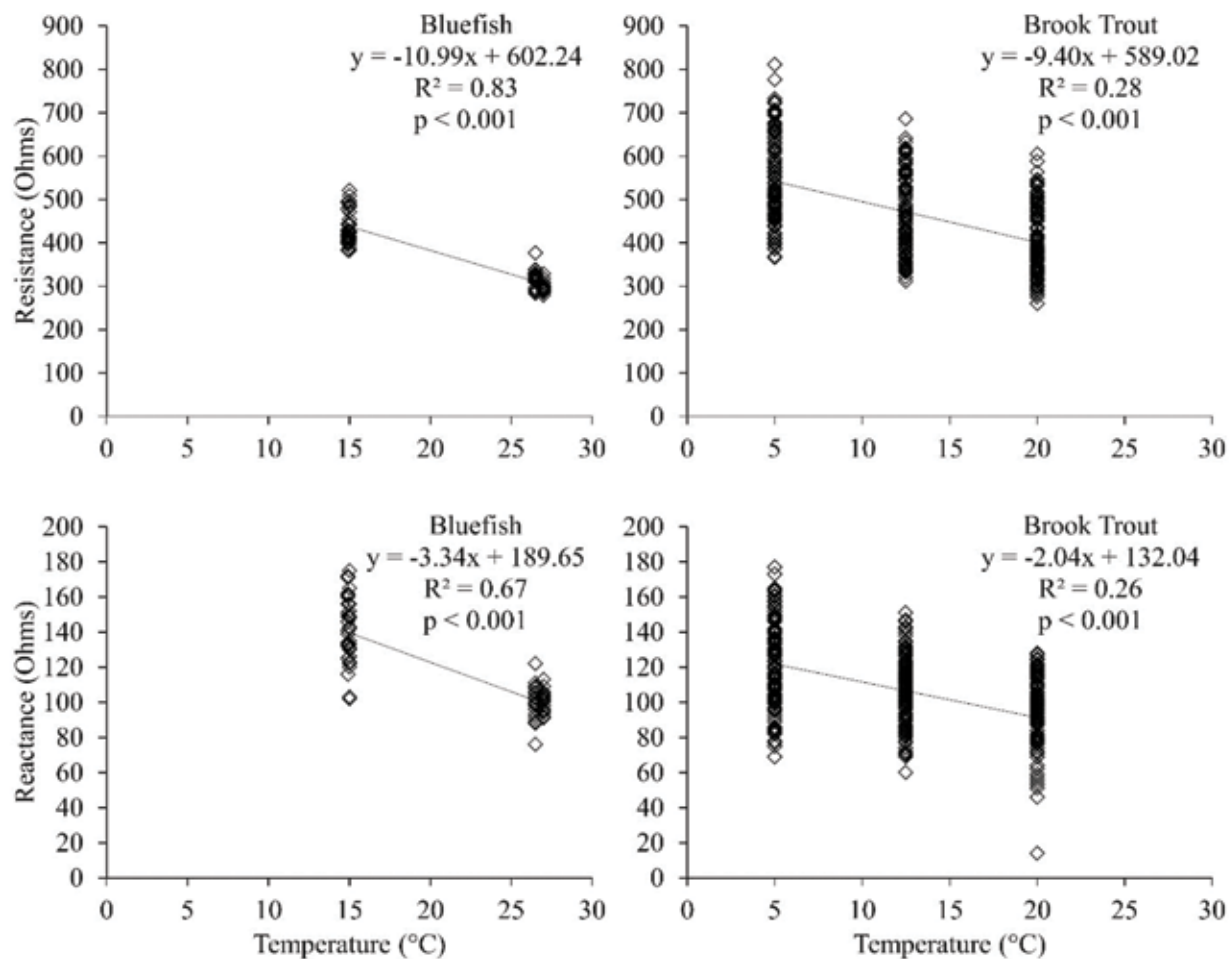 Bluefish
y = -10.99x + 602.24
R² = 0.83
p < 0.001
Resistance (Ohms)
900
800
700
600
500
400
300
200
100
0
0 5 10 15 20 25 30
Brook Trout
y = -9.40x + 589.02
R² = 0.28
p < 0.001
900
800
700
600
500
400
300
200
100
0
0 5 10 15 20 25 30
Bluefish
y = -3.34x + 189.65
R² = 0.67
p < 0.001
Reactance (Ohms)
200
180
160
140
120
100
80
60
40
20
0
0 5 10 15 20 25 30
Temperature (°C)
Brook Trout
y = -2.04x + 132.04
R² = 0.26
p < 0.001
200
180
160
140
120
100
80
60
40
20
0
0 5 10 15 20 25 30
Temperature (°C)